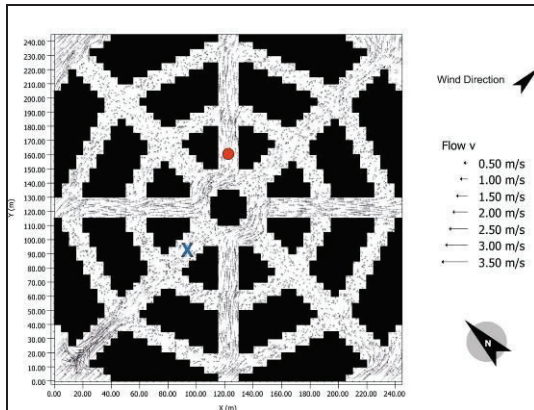 240.00
230.00
220.00
210.00
200.00
190.00
180.00
170.00
160.00
150.00
140.00
130.00
120.00
110.00
100.00
90.00
80.00
70.00
60.00
50.00
40.00
30.00
20.00
10.00
0.00
Y (m)
0.00 20.00 40.00 60.00 80.00 100.00 120.00 140.00 160.00 180.00 200.00 220.00 240.00
X (m)
X
Wind Direction
Flow v
0.50 m/s
1.00 m/s
1.50 m/s
2.00 m/s
2.50 m/s
3.00 m/s
3.50 m/s
N